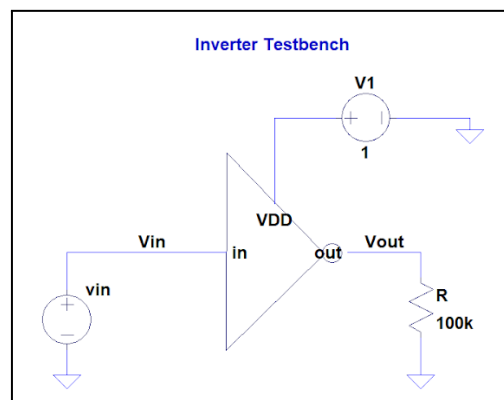 Inverter Testbench
V1
1
VDD
Vin
in
out
Vout
vin
R
100k